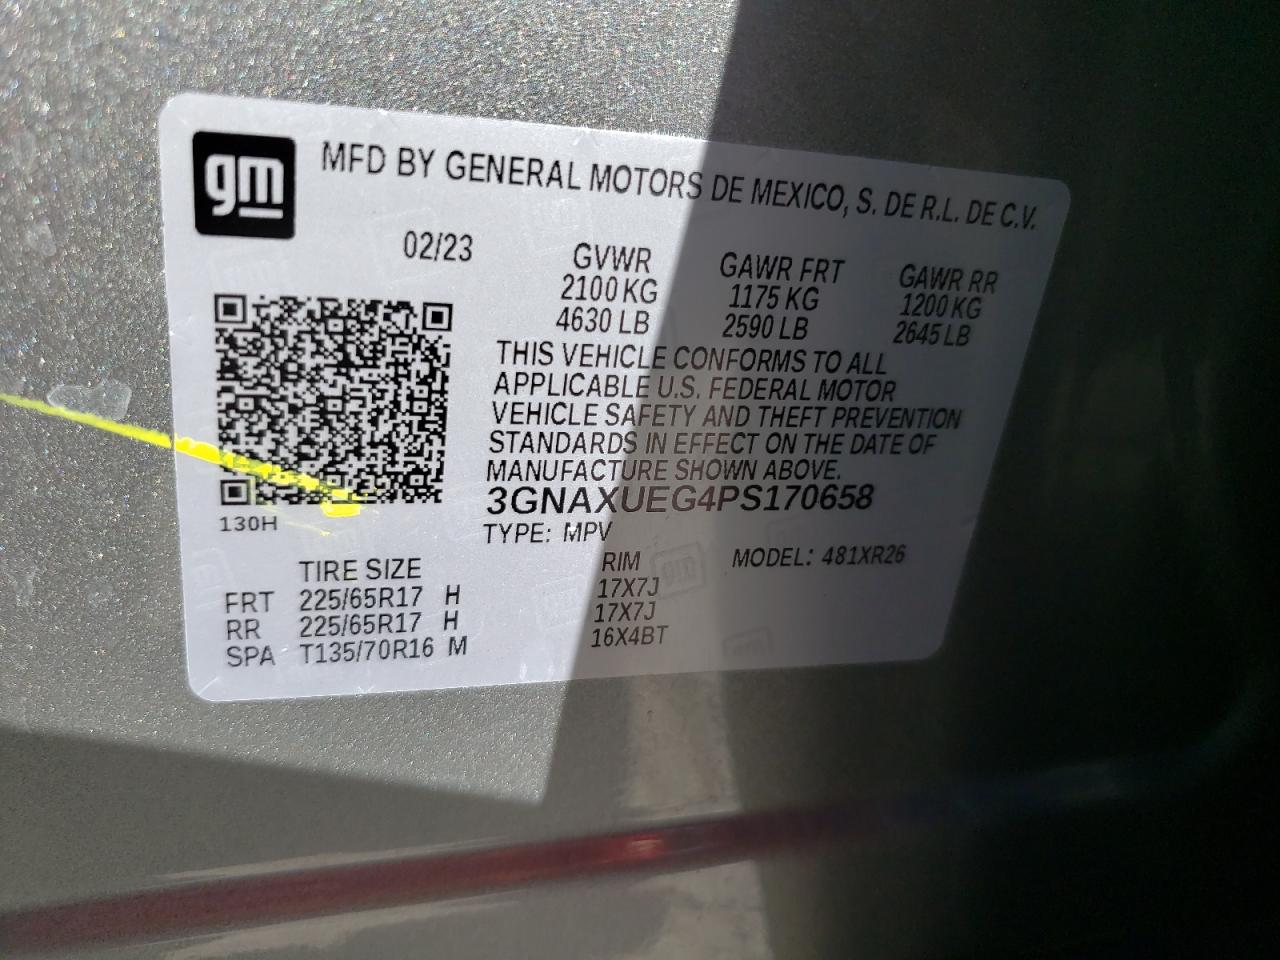 gm
MFD BY GENERAL MOTORS DE MEXICO, S. DE R.L. DE C.V.
02/23 GVWR GAWR FRT GAWR RR
2100 KG 1175 KG 1200 KG
4630 LB 2590 LB 2645 LB
THIS VEHICLE CONFORMS TO ALL
APPLICABLE U.S. FEDERAL MOTOR
VEHICLE SAFETY AND THEFT PREVENTION
STANDARDS IN EFFECT ON THE DATE OF
MANUFACTURE SHOWN ABOVE.
3GNAXUEG4PS170658
130H
TYPE: MPV MODEL: 481XR26
TIRE SIZE RIM
FRT 225/65R17 H 17X7J
RR 225/65R17 H 17X7J
SPA T135/70R16 M 16X4BT